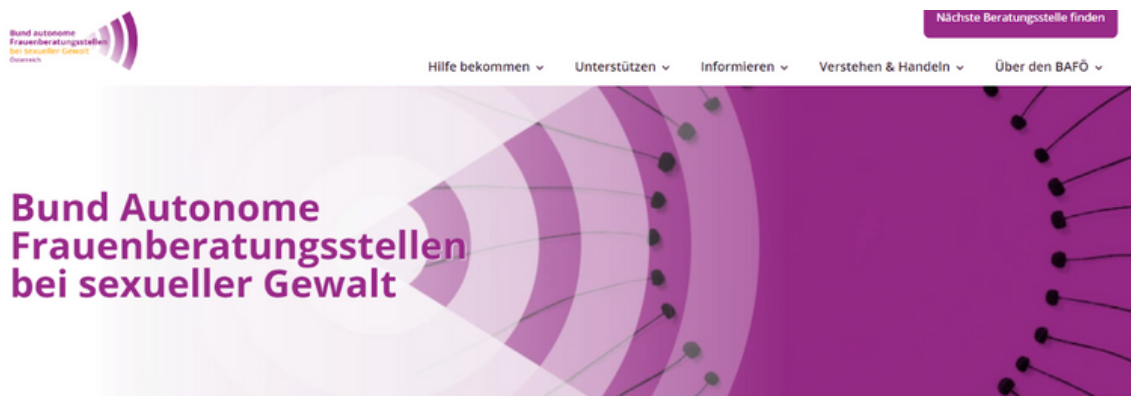 Bund autonome
Frauenberatungsstellen
bei sexueller Gewalt
Österreich
Nächste Beratungsstelle finden
Hilfe bekommen
Unterstützen
Informieren
Verstehen & Handeln
Über den BAFÖ
Bund Autonome
Frauenberatungsstellen
bei sexueller Gewalt